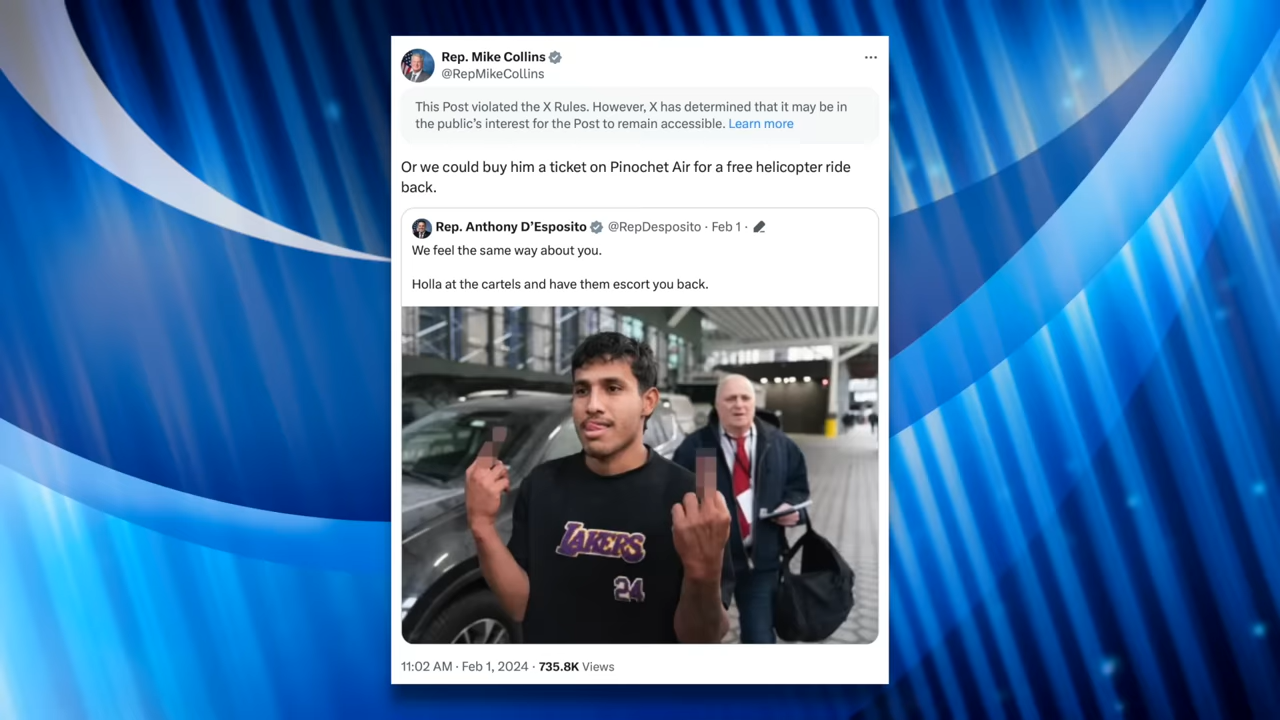 Rep. Mike Collins
@RepMikeCollins
This Post violated the X Rules. However, X has determined that it may be in
the public's interest for the Post to remain accessible. Learn more
Or we could buy him a ticket on Pinochet Air for a free helicopter ride
back.
Rep. Anthony D'Esposito @RepDesposito · Feb 1 ·
We feel the same way about you.
Holla at the cartels and have them escort you back.
LAKERS
24
11:02 AM · Feb 1, 2024 · 735.8K Views